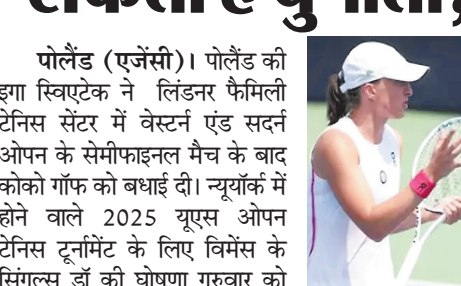 पोलैंड (एजेंसी)। पोलैंड की
इगा स्विएटेक ने लिंडनर फैमिली
टेनिस सेंटर में वेस्टर्न एंड सदर्न
ओपन के सेमीफाइनल मैच के बाद
कोको गॉफ को बधाई दी। न्यूयॉर्क में
होने वाले 2025 यूएस ओपन
टेनिस टूर्नामेंट के लिए विमेंस के
सिंगल्स ड्रॉ की घोषणा गुरुवार को